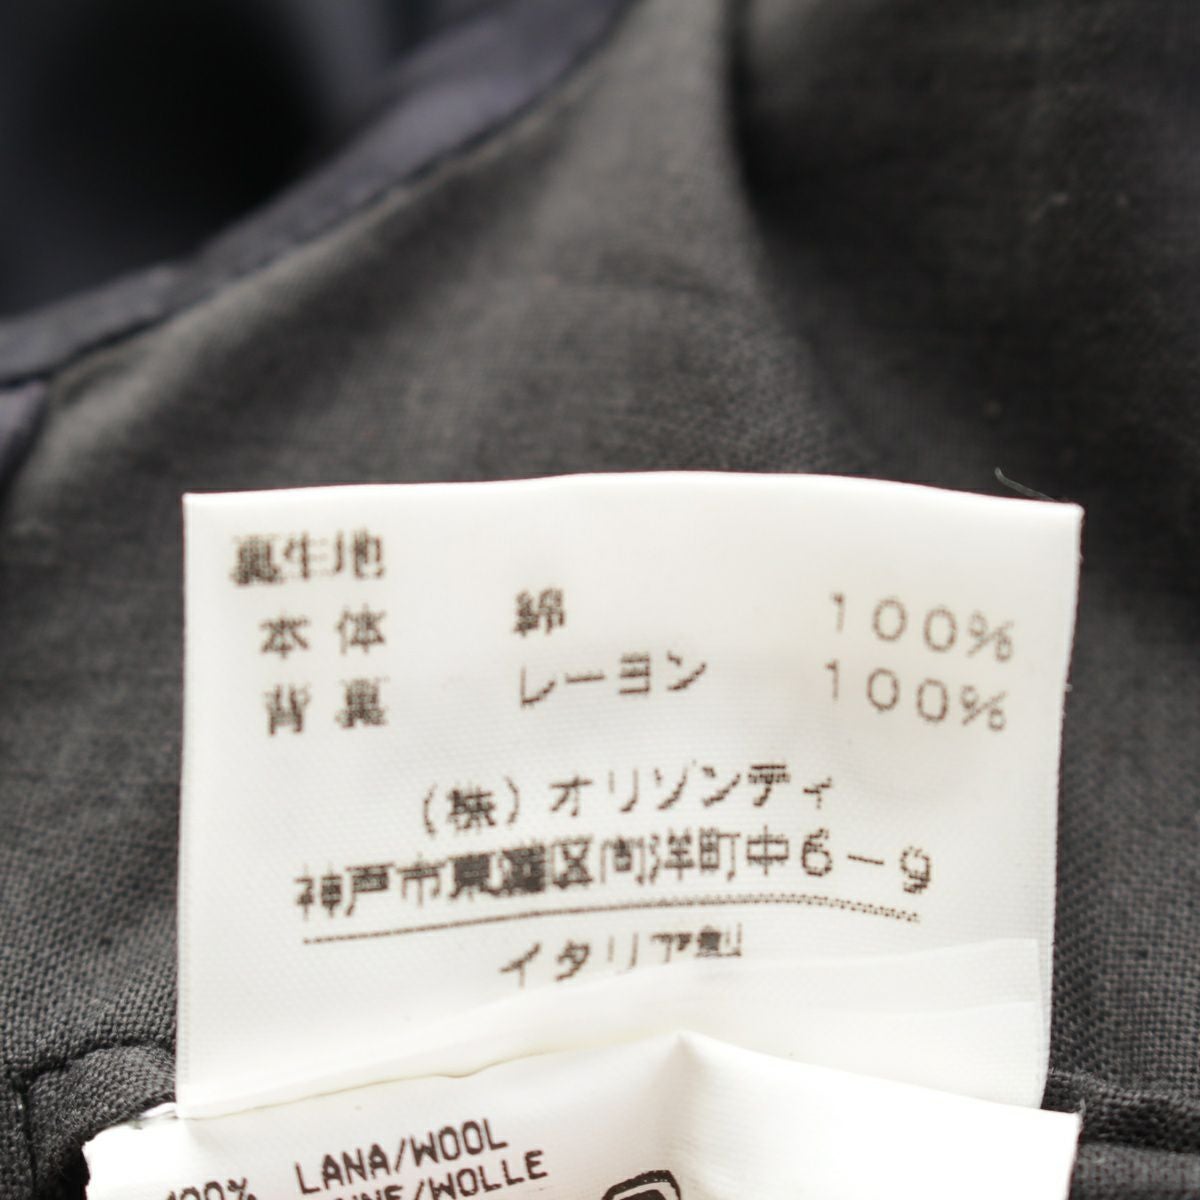 裏生地
本体 綿 100%
背裏 レーヨン 100%
(株)オリゾンティ
神戸市東灘区向洋町中6-9
イタリア製
100% LANA/WOOL
/WOLLE